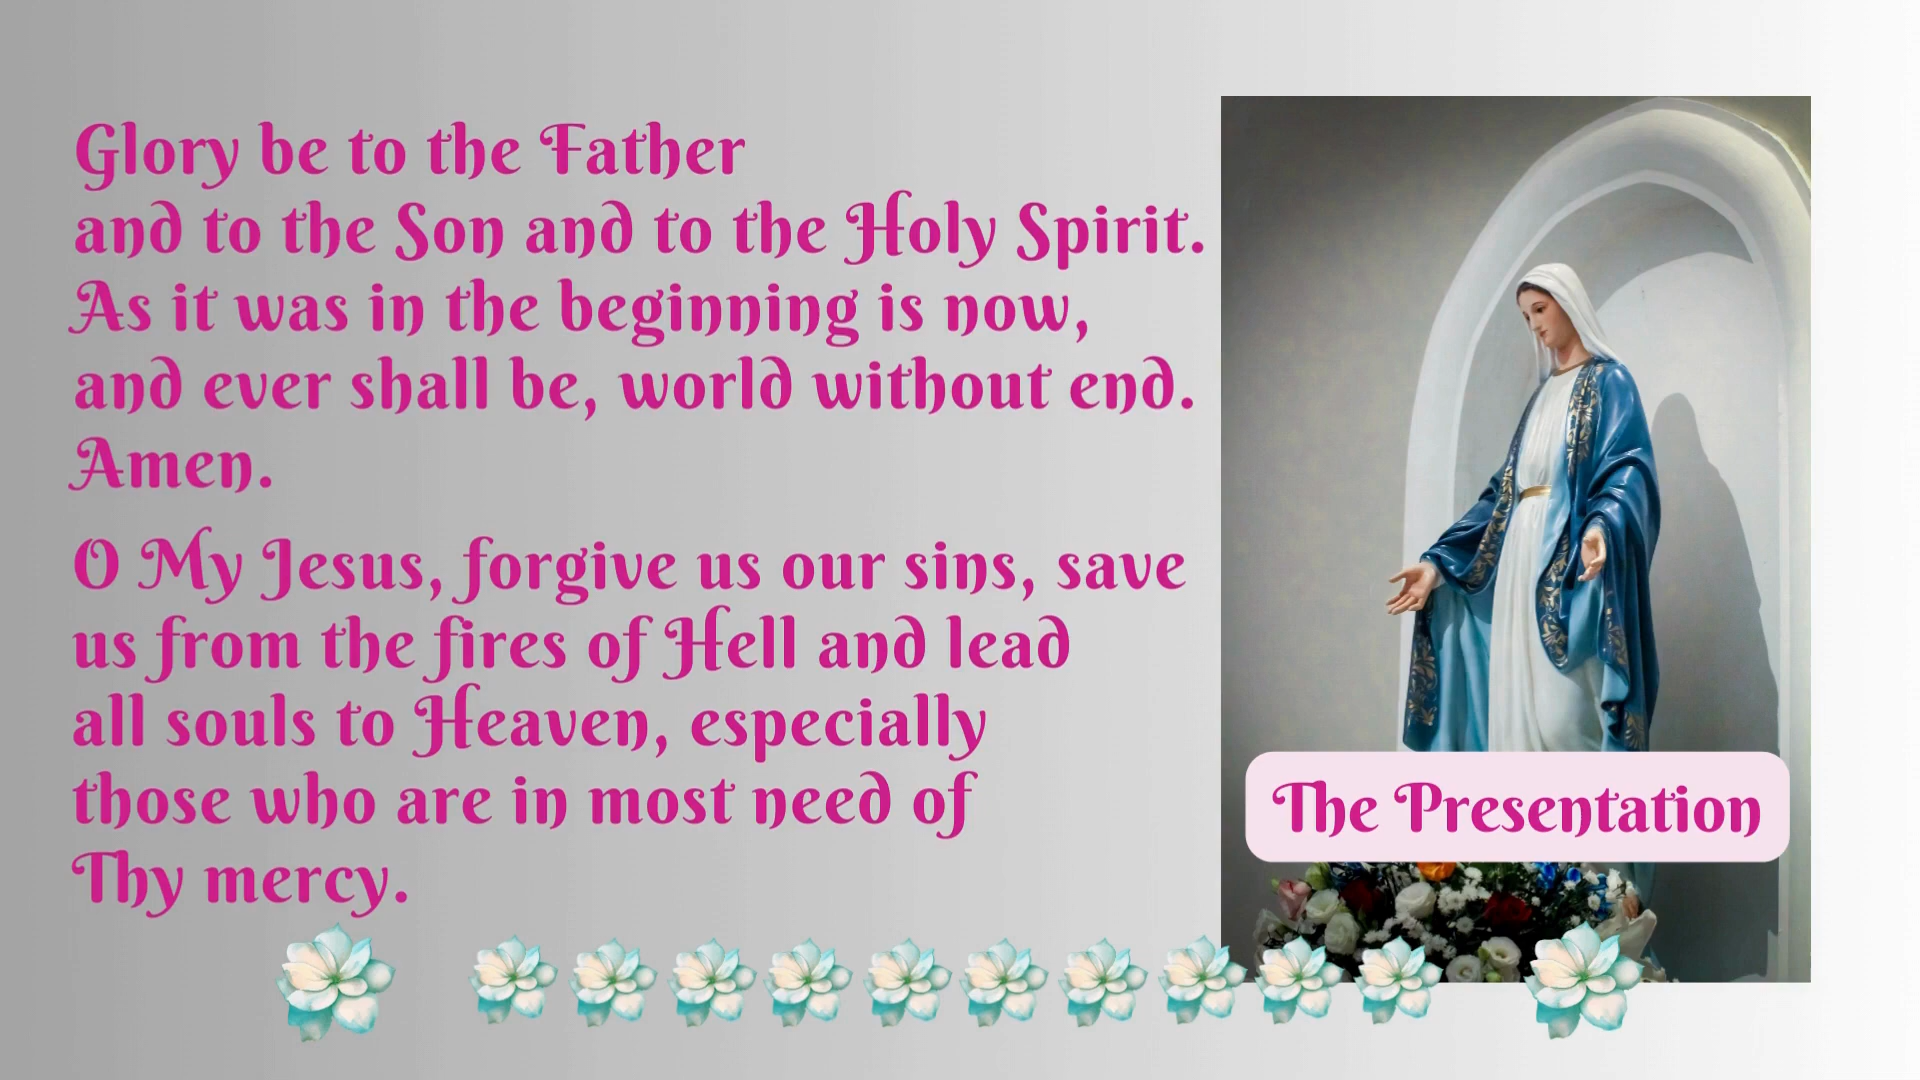 Glory be to the Father
and to the Son and to the Holy Spirit.
As it was in the beginning is now,
and ever shall be, world without end.
Amen.
O My Jesus, forgive us our sins, save
us from the fires of Hell and lead
all souls to Heaven, especially
those who are in most need of
Thy mercy.
The Presentation